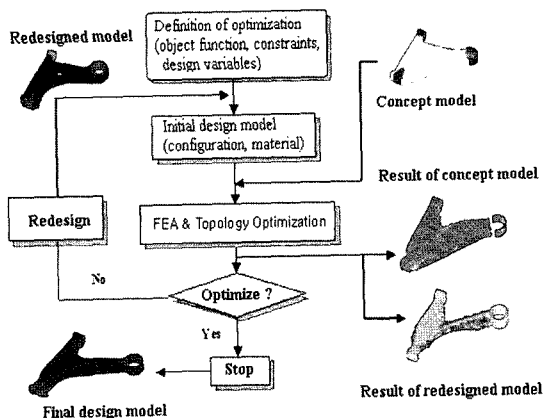 Redesigned model
Definition of optimization
(object function, constraints,
design variables)
Concept model
Initial design model
(configuration, material)
Result of concept model
Redesign
FEA & Topology Optimization
No
Optimize ?
Yes
Stop
Final design model
Result of redesigned model